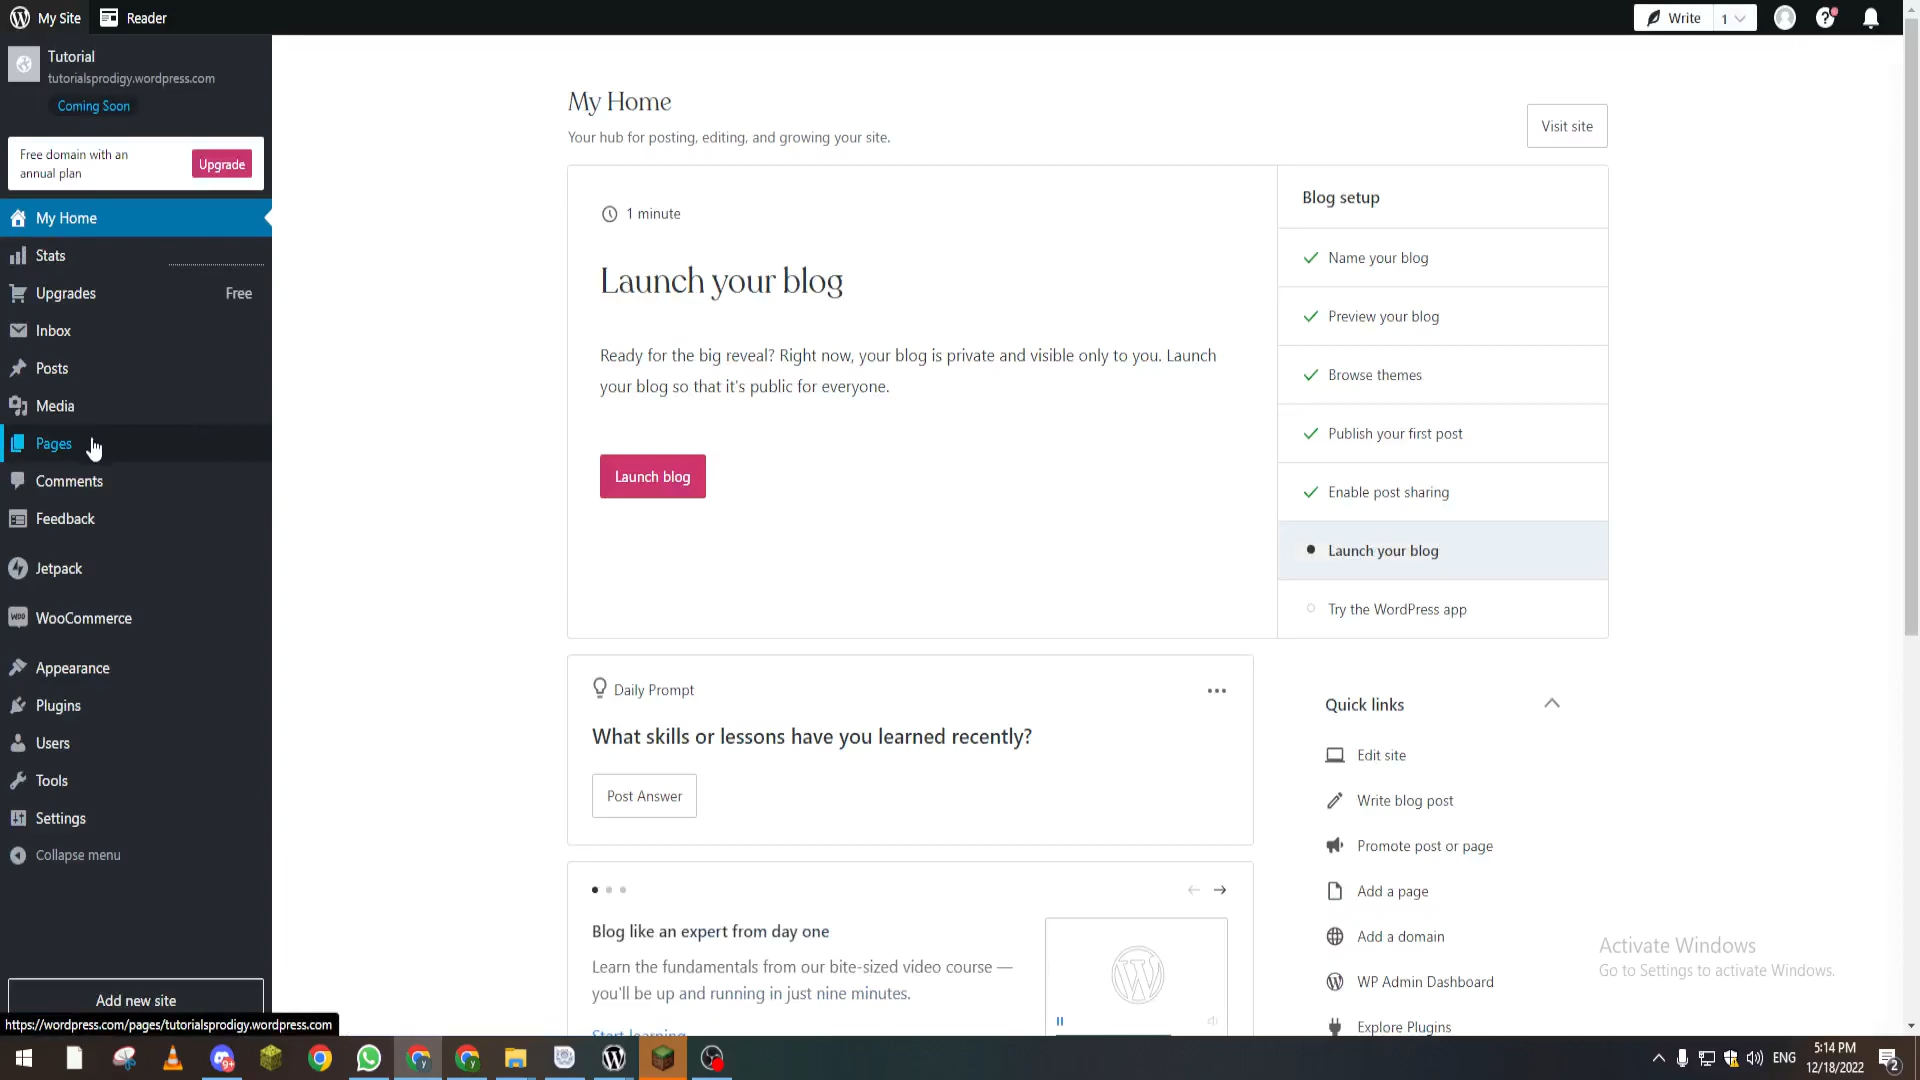 My Site
Reader
Write
1
Tutorial
tutorialsprodigy.wordpress.com
Coming Soon
Free domain with an
annual plan
Upgrade
My Home
Stats
Upgrades
Free
Inbox
Posts
Media
Pages
Comments
Feedback
Jetpack
WooCommerce
Appearance
Plugins
Users
Tools
Settings
Collapse menu
Add new site
https://wordpress.com/pages/tutorialsprodigy.wordpress.com
My Home
Your hub for posting, editing, and growing your site.
Visit site
1 minute
Launch your blog
Ready for the big reveal? Right now, your blog is private and visible only to you. Launch
your blog so that it's public for everyone.
Launch blog
Blog setup
Name your blog
Preview your blog
Browse themes
Publish your first post
Enable post sharing
Launch your blog
Try the WordPress app
Daily Prompt
What skills or lessons have you learned recently?
Post Answer
Blog like an expert from day one
Learn the fundamentals from our bite-sized video course —
you'll be up and running in just nine minutes.
Start learning
Quick links
Edit site
Write blog post
Promote post or page
Add a page
Add a domain
WP Admin Dashboard
Explore Plugins
Activate Windows
Go to Settings to activate Windows.
ENG
5:14 PM
12/18/2022
2